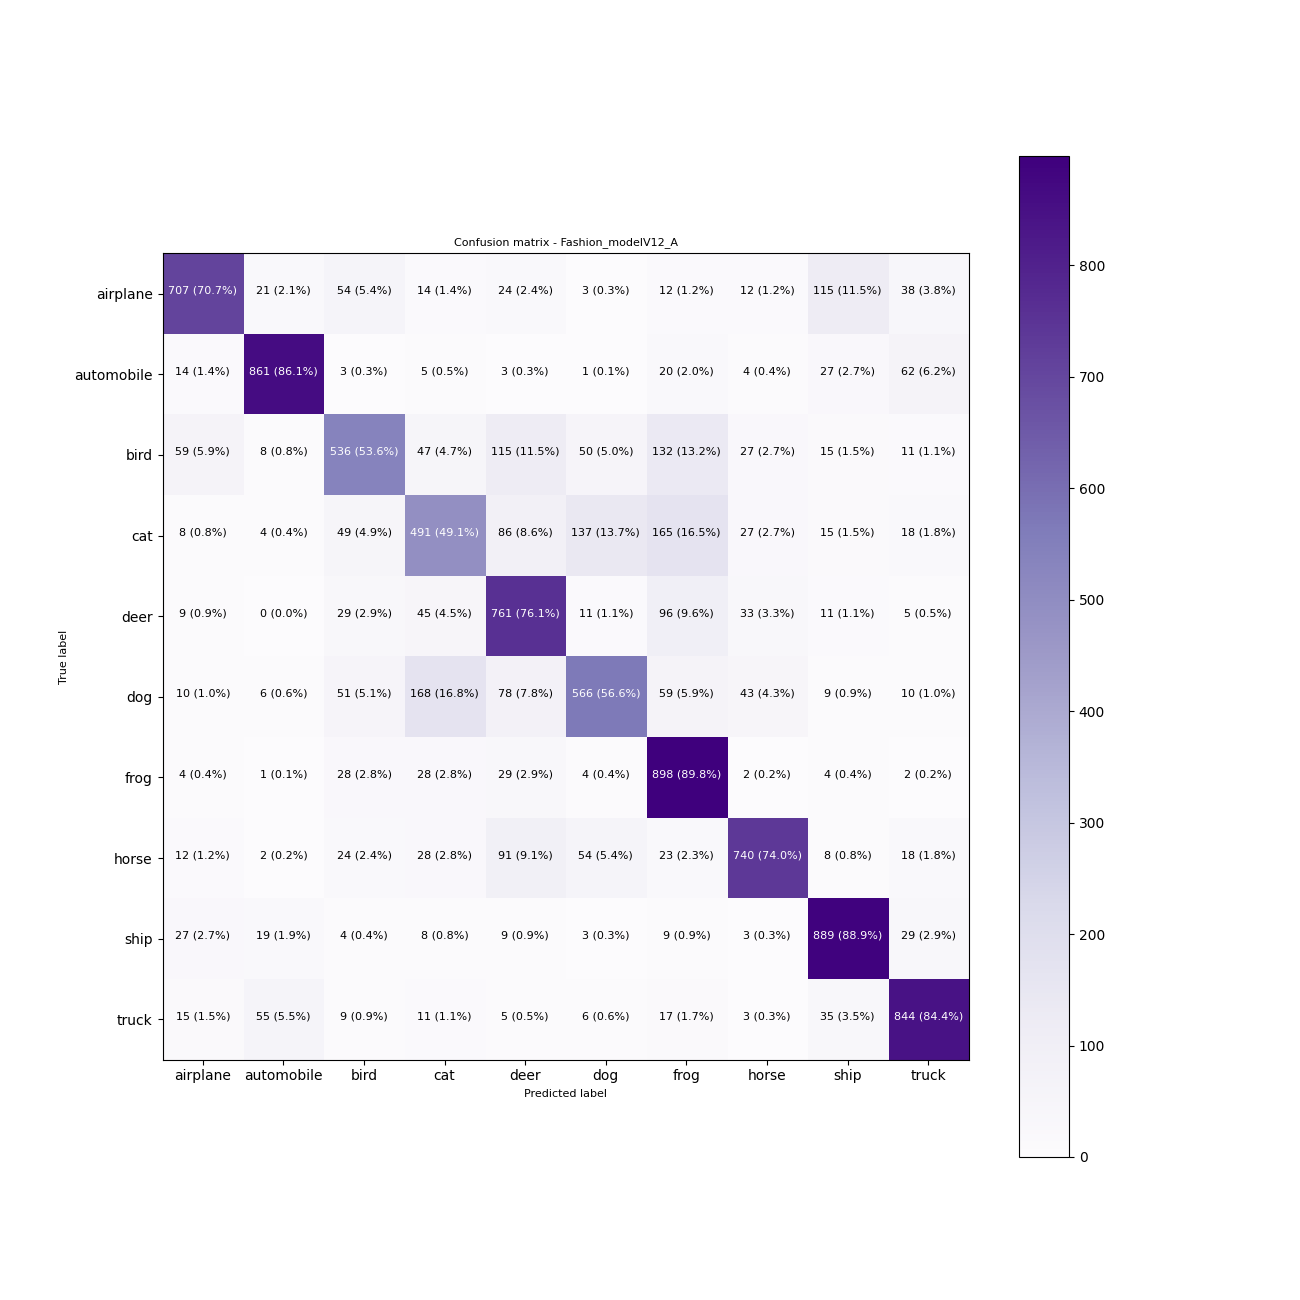 Confusion matrix - Fashion_modelV12_A
airplane 707 (70.7%) 21 (2.1%) 54 (5.4%) 14 (1.4%) 24 (2.4%) 3 (0.3%) 12 (1.2%) 12 (1.2%) 115 (11.5%) 38 (3.8%)
automobile 14 (1.4%) 861 (86.1%) 3 (0.3%) 5 (0.5%) 3 (0.3%) 1 (0.1%) 20 (2.0%) 4 (0.4%) 27 (2.7%) 62 (6.2%)
bird 59 (5.9%) 8 (0.8%) 536 (53.6%) 47 (4.7%) 115 (11.5%) 50 (5.0%) 132 (13.2%) 27 (2.7%) 15 (1.5%) 11 (1.1%)
cat 8 (0.8%) 4 (0.4%) 49 (4.9%) 491 (49.1%) 86 (8.6%) 137 (13.7%) 165 (16.5%) 27 (2.7%) 15 (1.5%) 18 (1.8%)
deer 9 (0.9%) 0 (0.0%) 29 (2.9%) 45 (4.5%) 761 (76.1%) 11 (1.1%) 96 (9.6%) 33 (3.3%) 11 (1.1%) 5 (0.5%)
dog 10 (1.0%) 6 (0.6%) 51 (5.1%) 168 (16.8%) 78 (7.8%) 566 (56.6%) 59 (5.9%) 43 (4.3%) 9 (0.9%) 10 (1.0%)
frog 4 (0.4%) 1 (0.1%) 28 (2.8%) 28 (2.8%) 29 (2.9%) 4 (0.4%) 898 (89.8%) 2 (0.2%) 4 (0.4%) 2 (0.2%)
horse 12 (1.2%) 2 (0.2%) 24 (2.4%) 28 (2.8%) 91 (9.1%) 54 (5.4%) 23 (2.3%) 740 (74.0%) 8 (0.8%) 18 (1.8%)
ship 27 (2.7%) 19 (1.9%) 4 (0.4%) 8 (0.8%) 9 (0.9%) 3 (0.3%) 9 (0.9%) 3 (0.3%) 889 (88.9%) 29 (2.9%)
truck 15 (1.5%) 55 (5.5%) 9 (0.9%) 11 (1.1%) 5 (0.5%) 6 (0.6%) 17 (1.7%) 3 (0.3%) 35 (3.5%) 844 (84.4%)
airplane automobile bird cat deer dog frog horse ship truck
Predicted label
True label
800
700
600
500
400
300
200
100
0